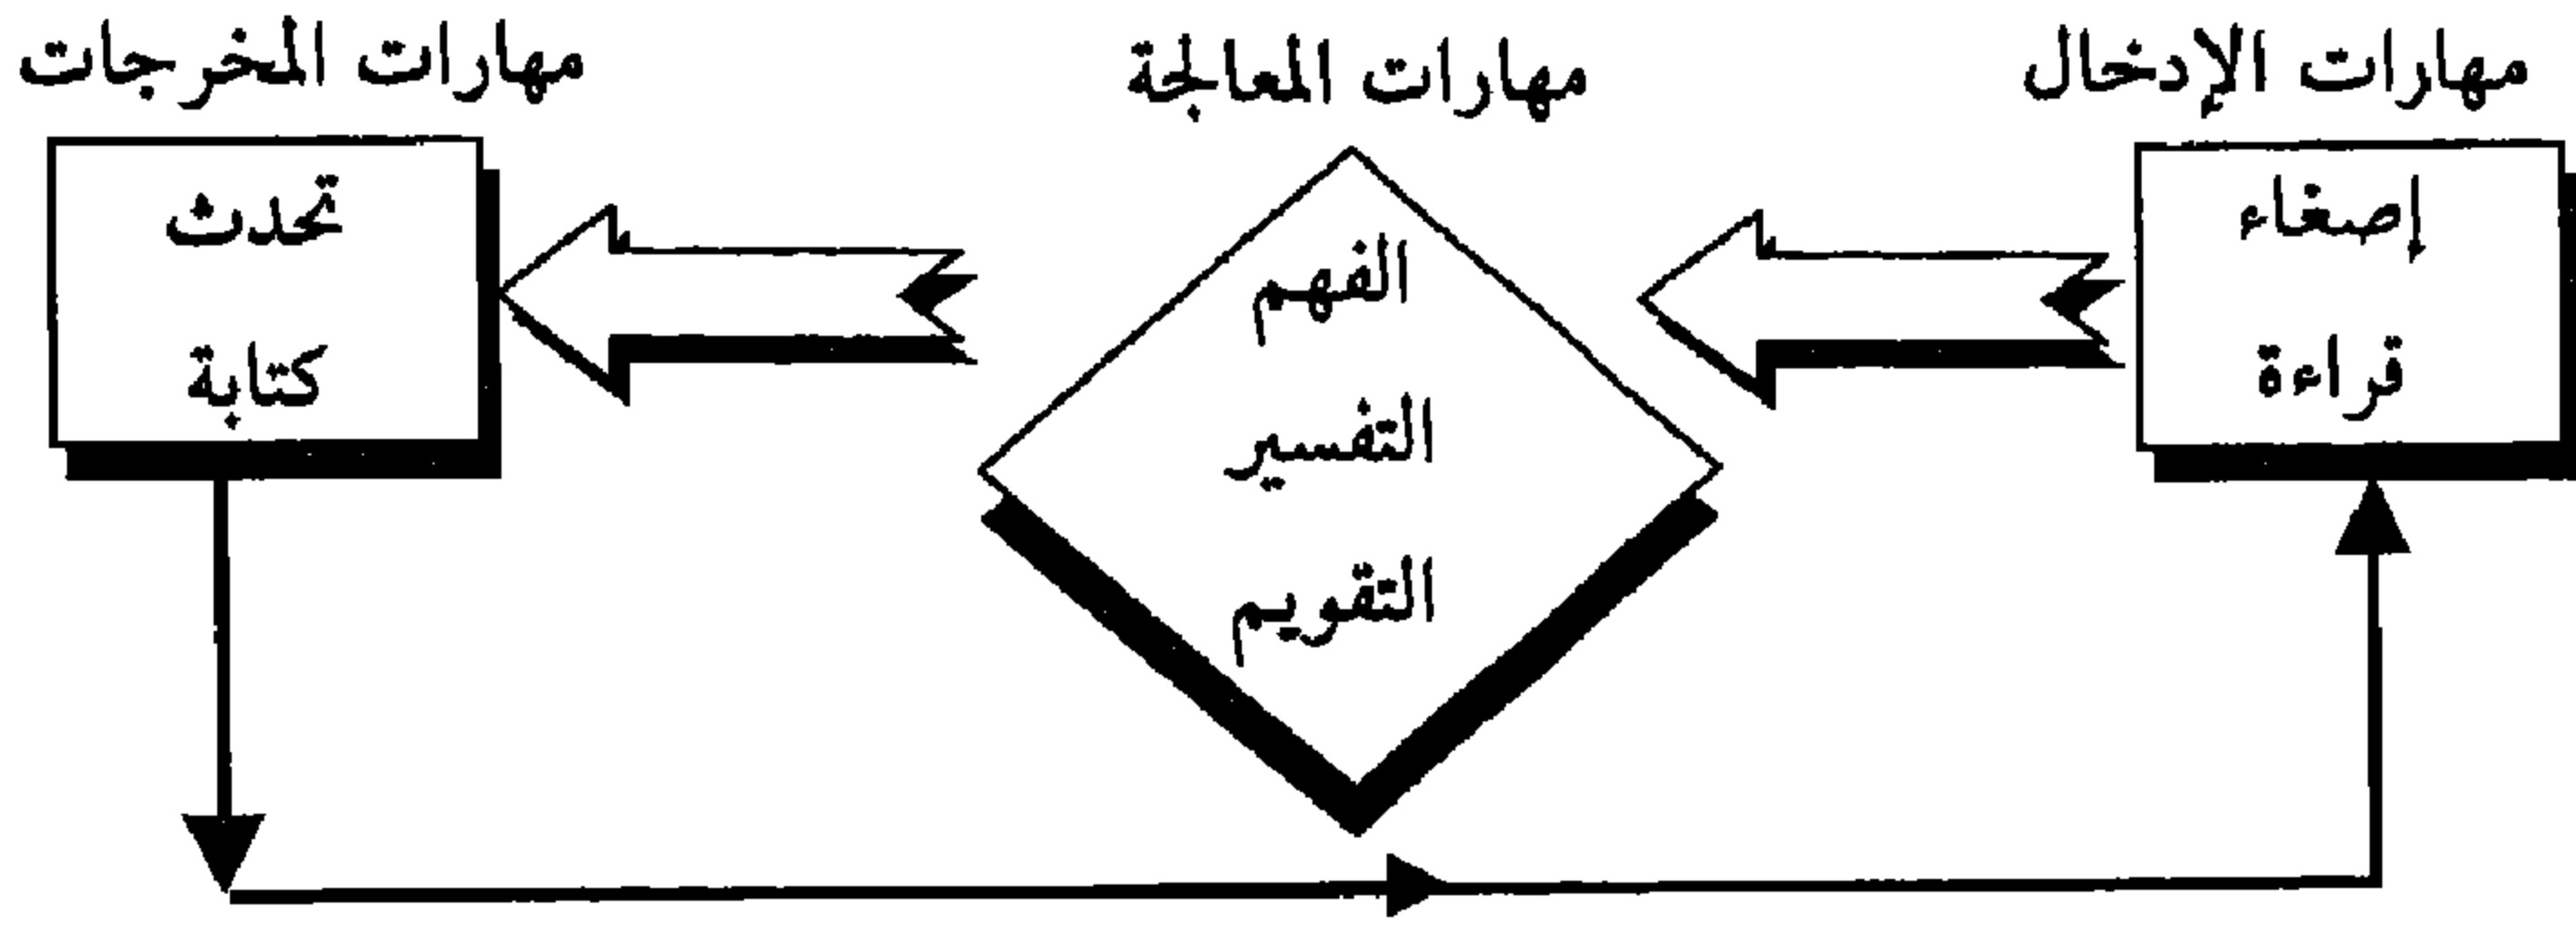 مهارات الإدخال
إصغاء
قراءة
مهارات المعالجة
الفهم
التفسير
التقويم
مهارات المخرجات
تحدث
كتابة